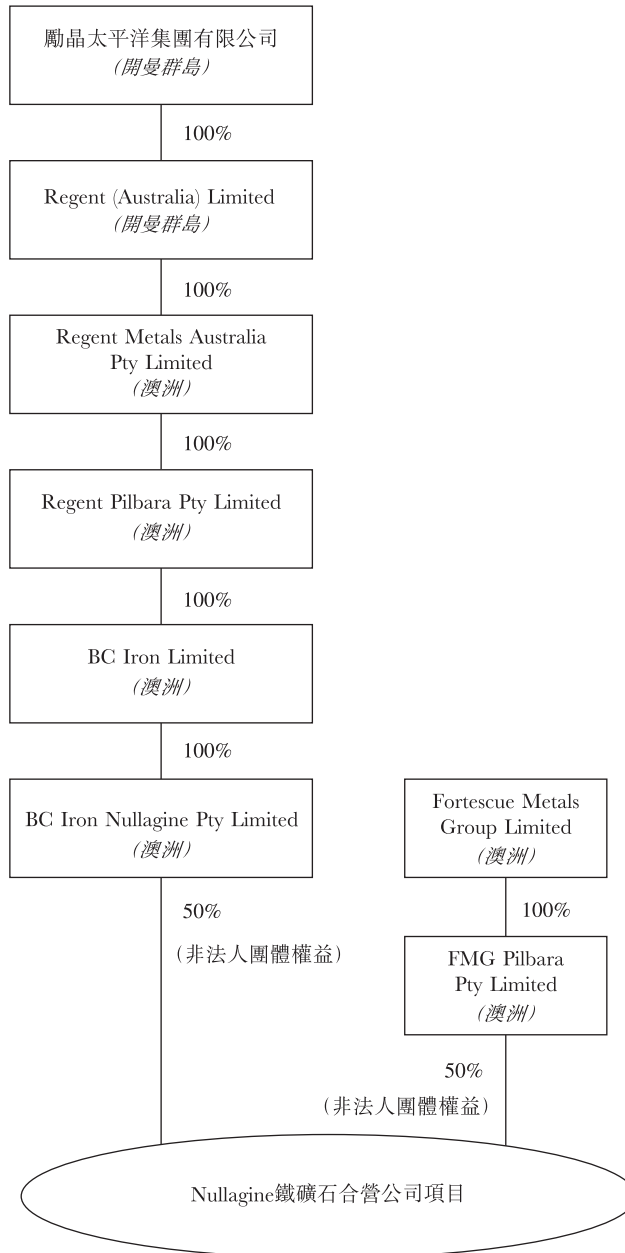 勵晶太平洋集團有限公司
(開曼群島)
100%
Regent (Australia) Limited
(開曼群島)
100%
Regent Metals Australia
Pty Limited
(澳洲)
100%
Regent Pilbara Pty Limited
(澳洲)
100%
BC Iron Limited
(澳洲)
100%
BC Iron Nullagine Pty Limited
(澳洲)
50%
(非法人團體權益)
Fortescue Metals
Group Limited
(澳洲)
100%
FMG Pilbara
Pty Limited
(澳洲)
50%
(非法人團體權益)
Nullagine鐵礦石合營公司項目